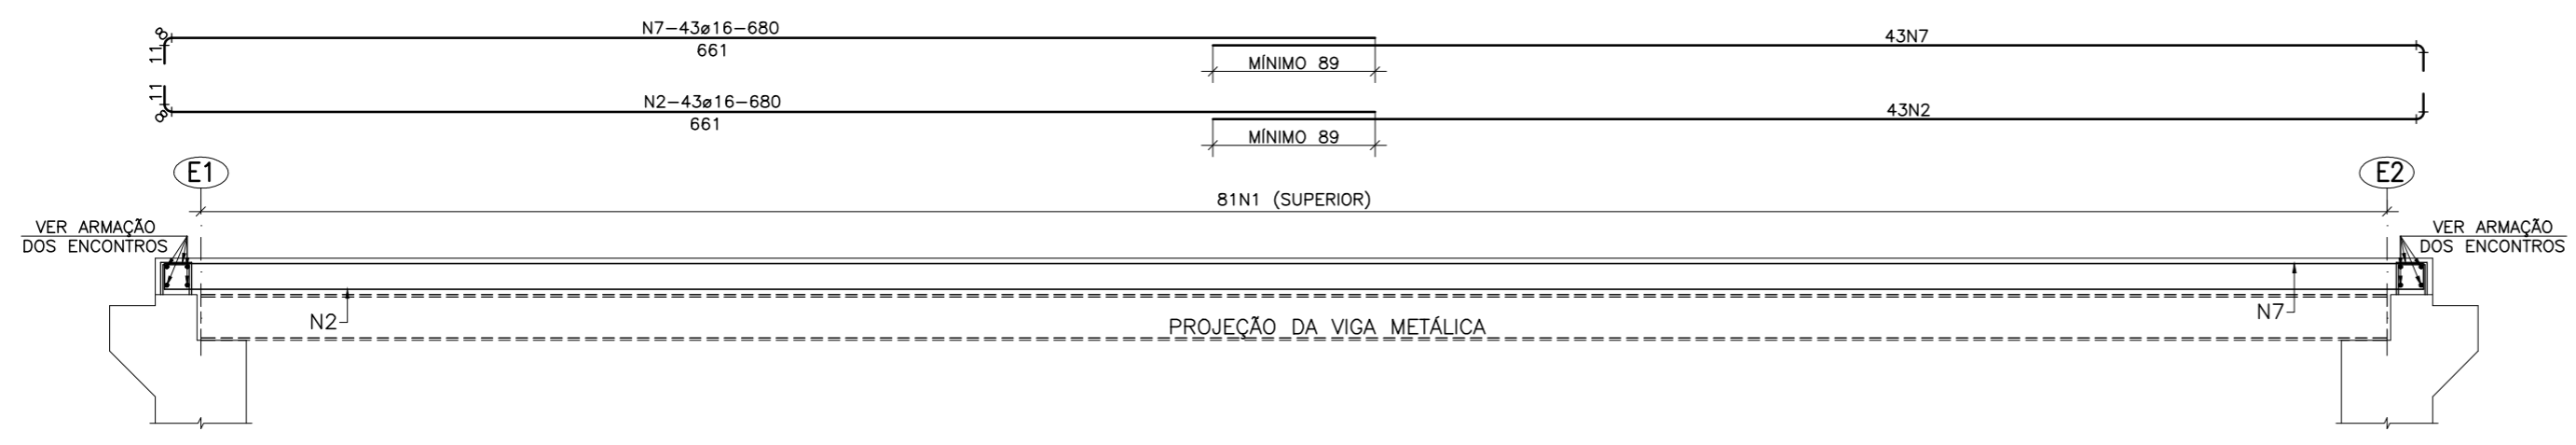 N7-43ø16-680
8
11
661
43N7
MÍNIMO 89
11
N2-43ø16-680
8
661
43N2
MÍNIMO 89
E1
E2
81N1 (SUPERIOR)
VER ARMAÇÃO
DOS ENCONTROS
VER ARMAÇÃO
DOS ENCONTROS
N2
N7
PROJEÇÃO DA VIGA METÁLICA